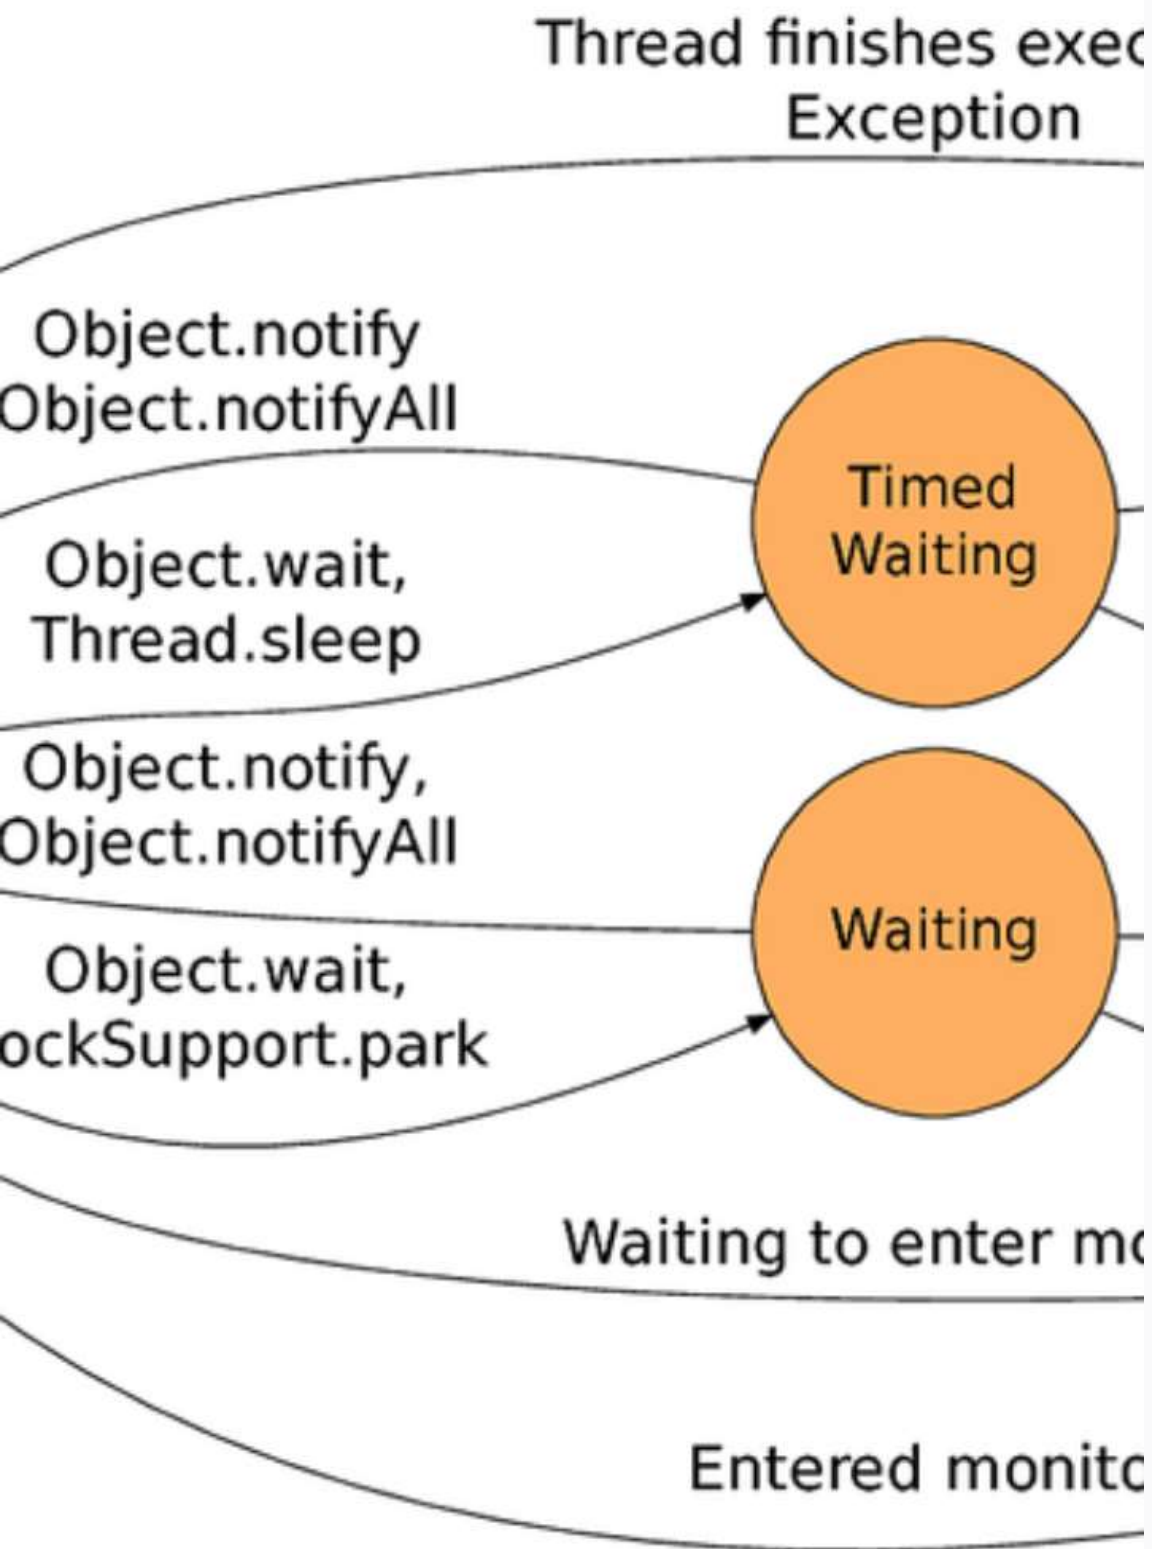 Thread finishes exec
Exception
Object.notify
Object.notifyAll
Timed
Waiting
Object.wait,
Thread.sleep
Object.notify,
Object.notifyAll
Waiting
Object.wait,
ockSupport.park
Waiting to enter mo
Entered monito